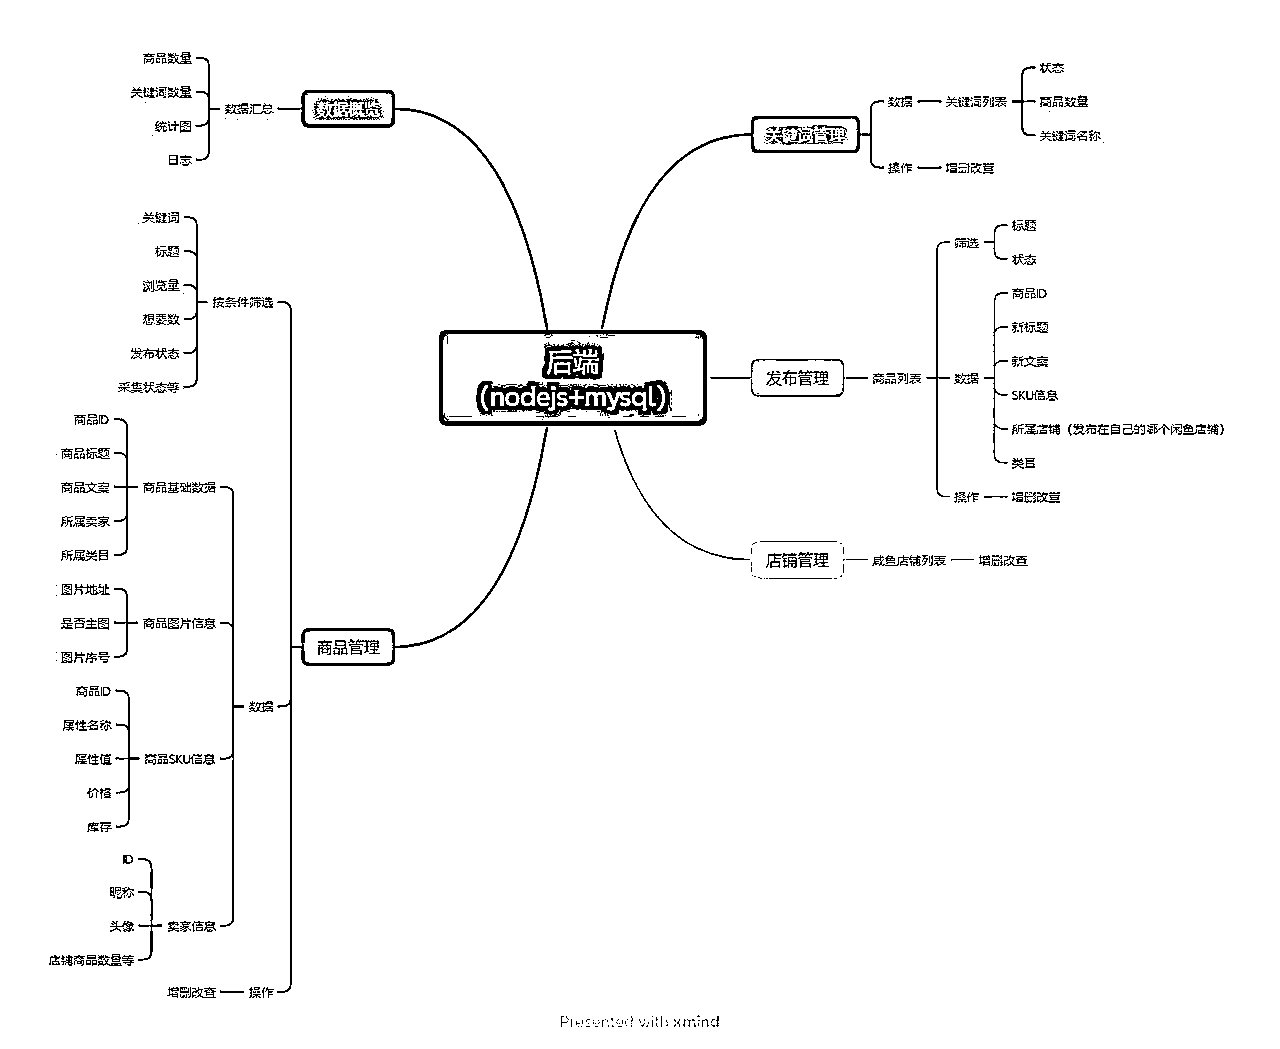 商品数量
关键词数量
统计图
日志
数据汇总
数据概览
关键词
标题
浏览量
想要数
发布状态
采集状态等
按条件筛选
商品ID
商品标题
商品文案
所属卖家
所属类目
商品基础数据
图片地址
是否主图
图片序号
商品图片信息
商品ID
属性名称
属性值
价格
库存
商品SKU信息
ID
昵称
头像
店铺商品数量等
卖家信息
数据
增删改查
操作
商品管理
后端
(nodejs+mysql)
关键词管理
数据
关键词列表
状态
商品数量
关键词名称
操作
增删改查
发布管理
商品列表
筛选
标题
状态
数据
商品ID
新标题
新文案
SKU信息
所属店铺（发布在自己的哪个闲鱼店铺）
类目
操作
增删改查
店铺管理
咸鱼店铺列表
增删改查
Presented with xmind